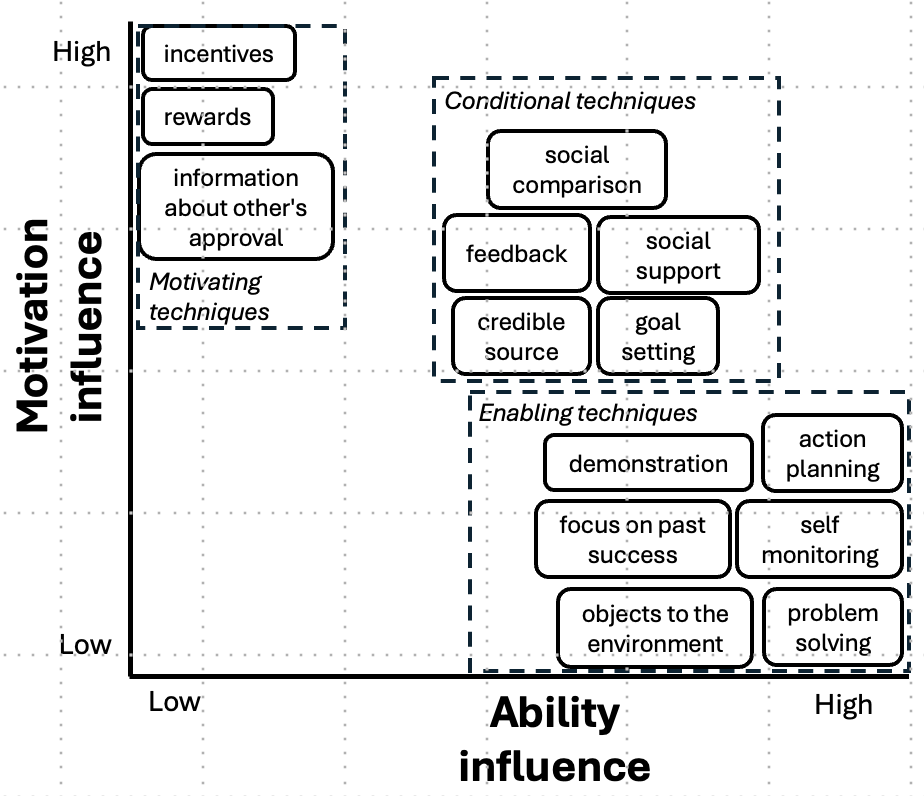 High
incentives
rewards
information
about other's
approval
Motivating
techniques
Conditional techniques
social
comparison
feedback
social
support
credible
source
goal
setting
Enabling techniques
demonstration
action
planning
focus on past
success
self
monitoring
objects to the
environment
problem
solving
Motivation
influence
Low
Low
High
Ability
influence